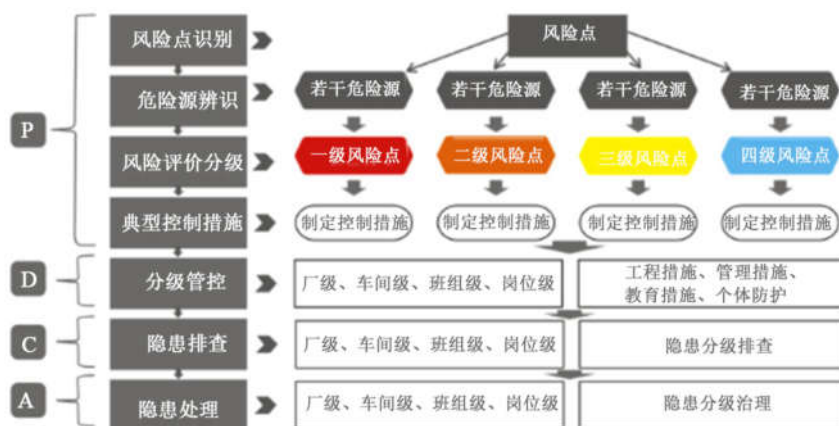 风险点识别
风险点
危险源辨识
若干危险源
若干危险源
若干危险源
若干危险源
P
风险评价分级
一级风险点
二级风险点
三级风险点
四级风险点
典型控制措施
制定控制措施
制定控制措施
制定控制措施
制定控制措施
D
分级管控
厂级、车间级、班组级、岗位级
工程措施、管理措施、
教育措施、个体防护
C
隐患排查
厂级、车间级、班组级、岗位级
隐患分级排查
A
隐患处理
厂级、车间级、班组级、岗位级
隐患分级治理